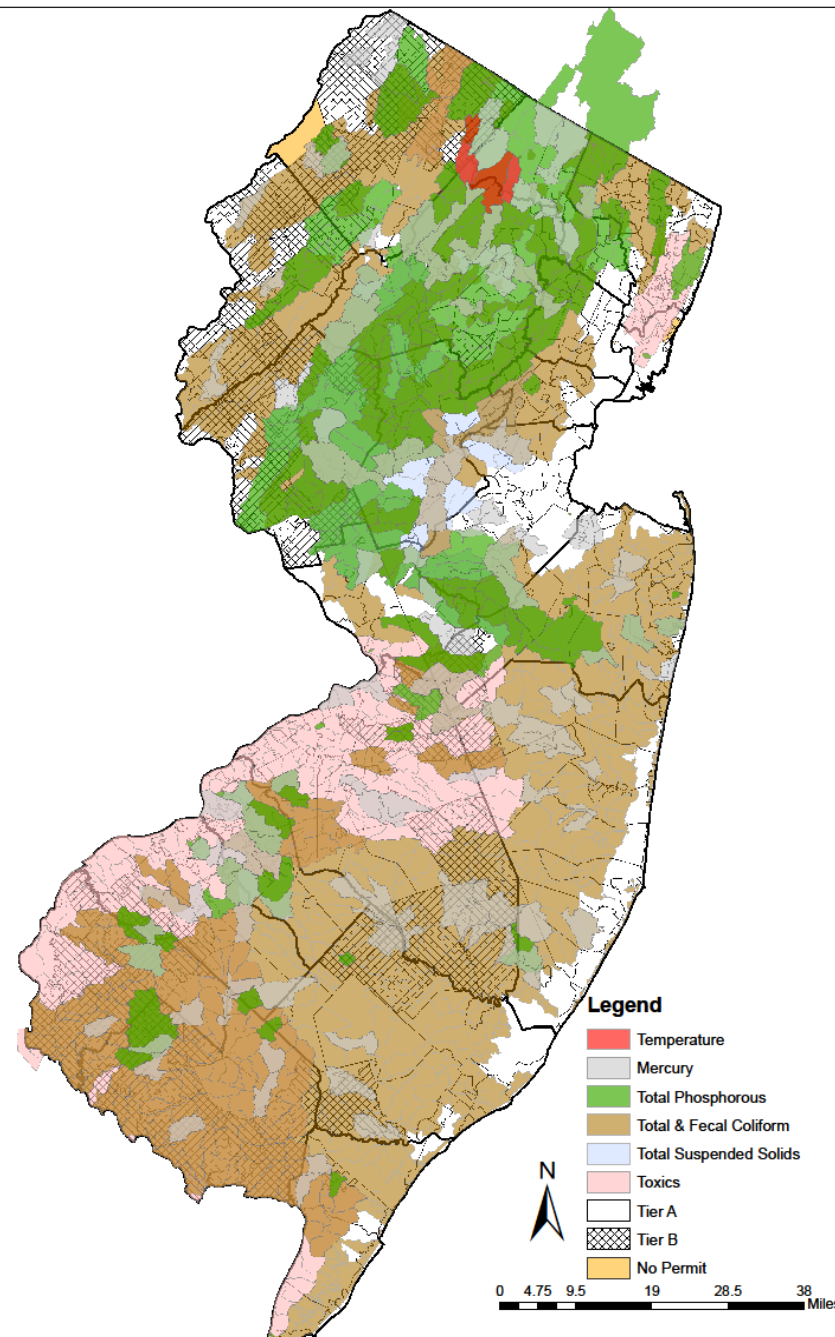 Legend
Temperature
Mercury
Total Phosphorous
Total & Fecal Coliform
Total Suspended Solids
Toxics
Tier A
Tier B
No Permit
N
0 4.75 9.5 19 28.5 38
Miles